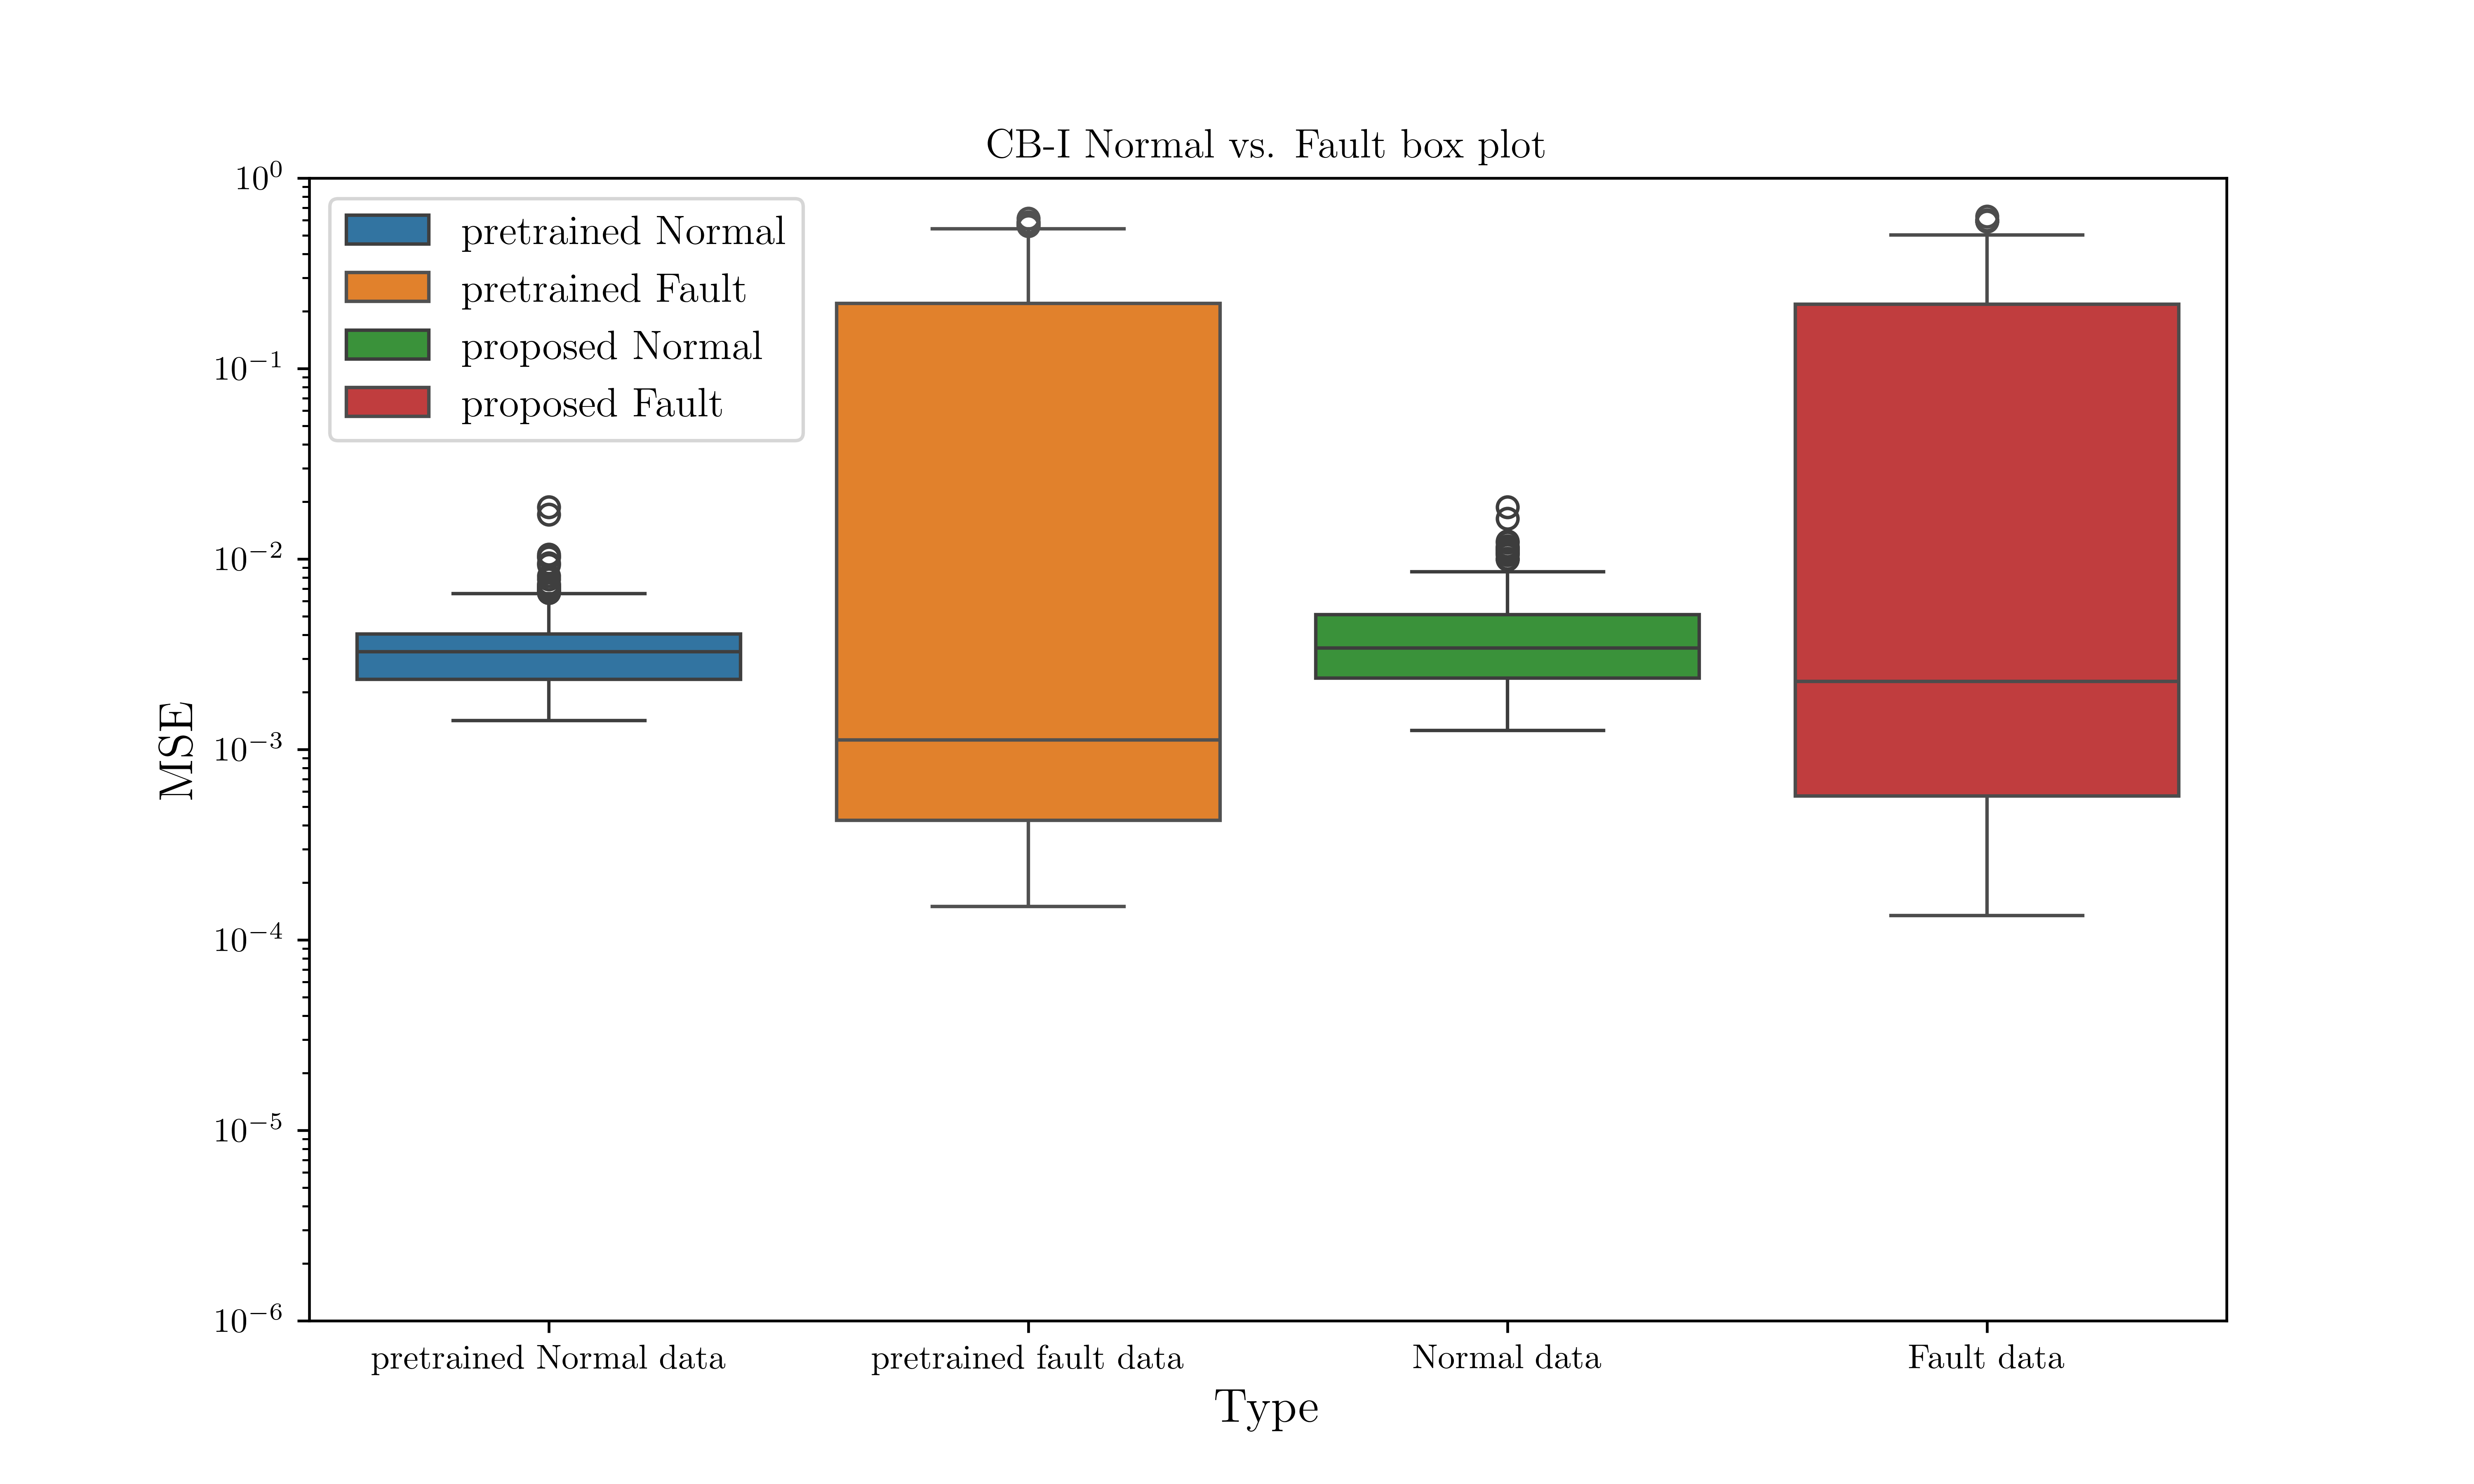 CB-I Normal vs. Fault box plot
10⁰
10⁻¹
10⁻²
10⁻³
10⁻⁴
10⁻⁵
10⁻⁶
MSE
pretrained Normal
pretrained Fault
proposed Normal
proposed Fault
pretrained Normal data
pretrained fault data
Normal data
Fault data
Type